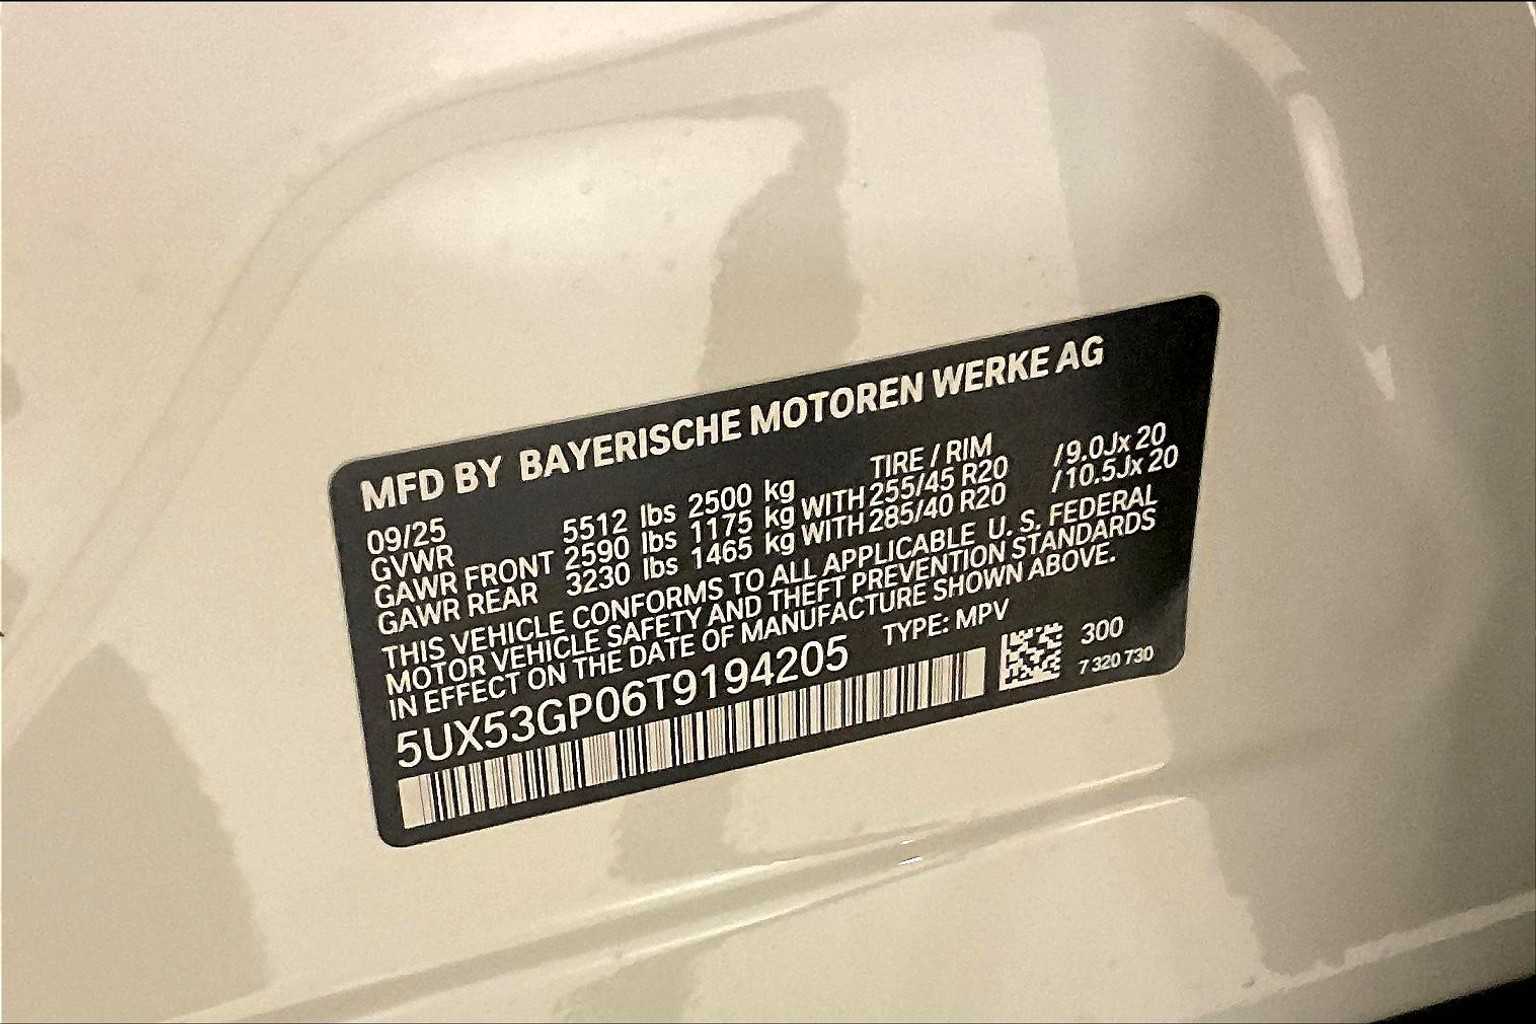 MFD BY BAYERISCHE MOTOREN WERKE AG
09/25 TIRE / RIM
GVWR 5512 lbs 2500 kg
GAWR FRONT 2590 lbs 1175 kg WITH 255/45 R20 /9.0Jx 20
GAWR REAR 3230 lbs 1465 kg WITH 285/40 R20 /10.5Jx 20
THIS VEHICLE CONFORMS TO ALL APPLICABLE U. S. FEDERAL
MOTOR VEHICLE SAFETY AND THEFT PREVENTION STANDARDS
IN EFFECT ON THE DATE OF MANUFACTURE SHOWN ABOVE.
5UX53GP06T9194205 TYPE: MPV
300
7 320 730